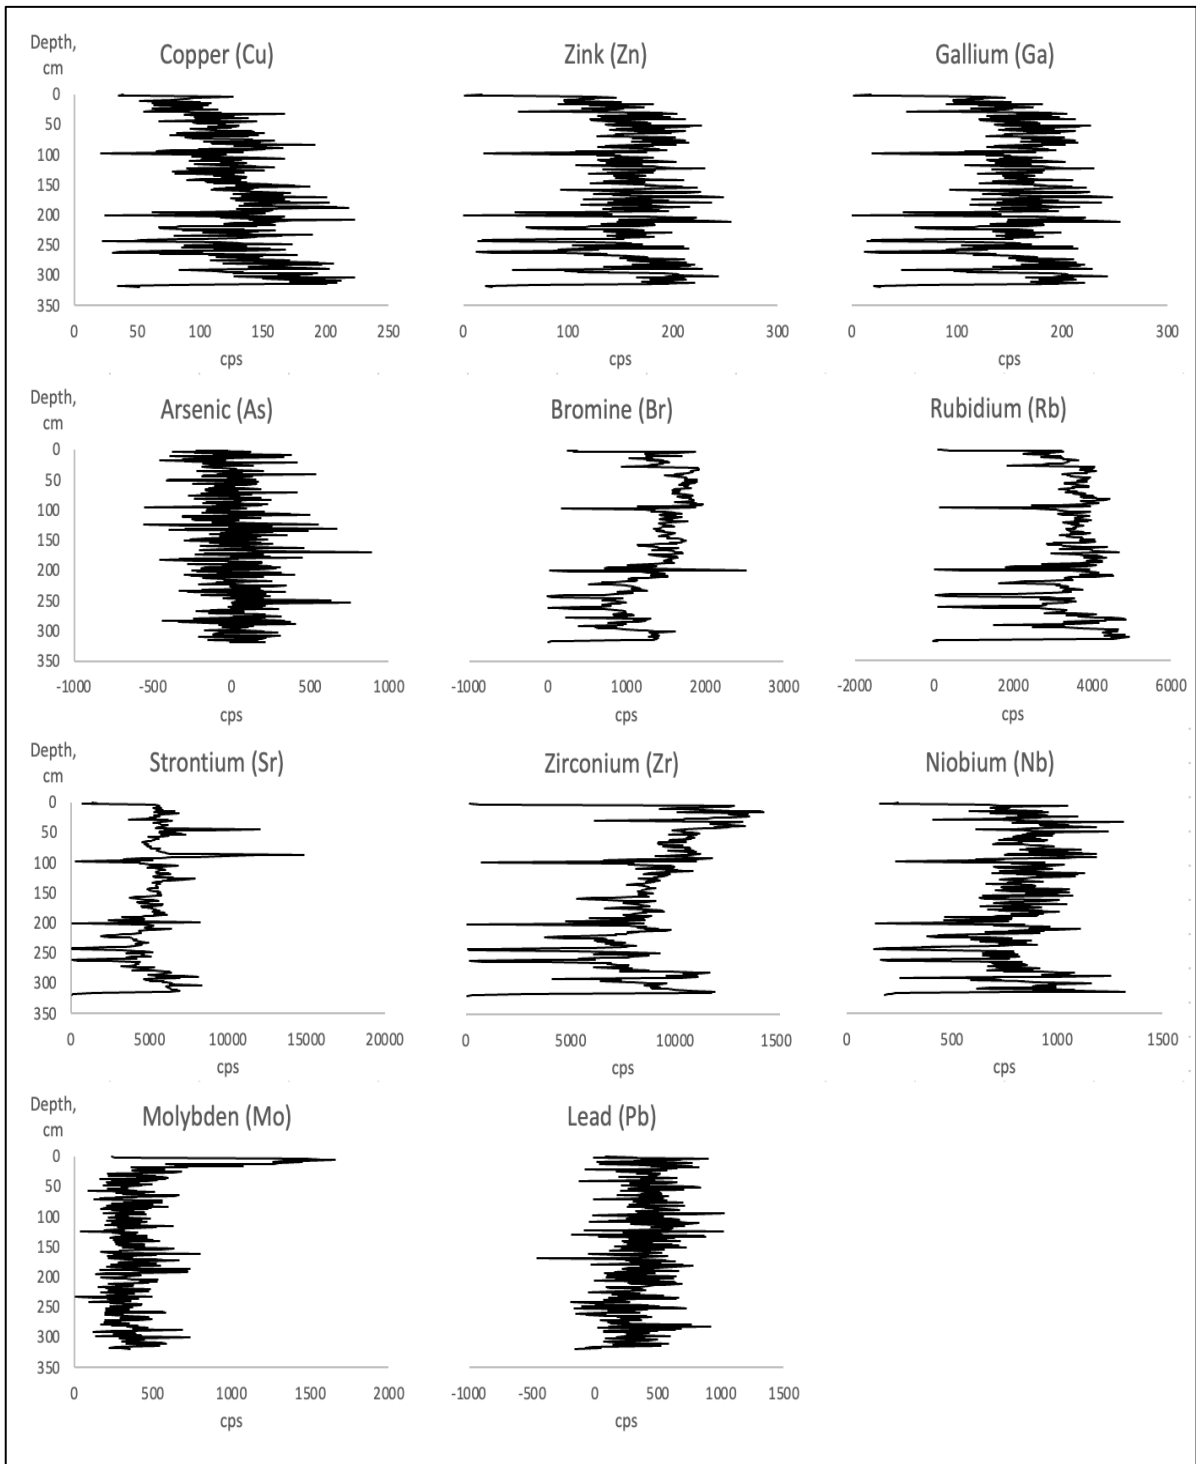 Depth, cm
Copper (Cu) Zink (Zn) Gallium (Ga)
0
50
100
150
200
250
300
350
0 50 100 150 200 250 0 100 200 300 0 100 200 300
cps cps cps
Depth, cm
Arsenic (As) Bromine (Br) Rubidium (Rb)
0
50
100
150
200
250
300
350
-1000 -500 0 500 1000 -1000 0 1000 2000 3000 -2000 0 2000 4000 6000
cps cps cps
Depth, cm
Strontium (Sr) Zirconium (Zr) Niobium (Nb)
0
50
100
150
200
250
300
350
0 5000 10000 15000 20000 0 5000 10000 1500 0 500 1000 1500
cps cps cps
Depth, cm
Molybden (Mo) Lead (Pb)
0
50
100
150
200
250
300
350
0 500 1000 1500 2000 -1000 -500 0 500 1000 1500
cps cps